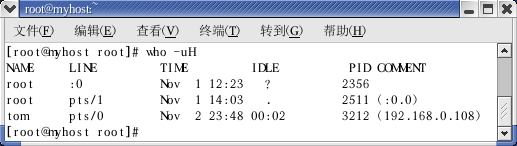 root@myhost:~
文件(F) 编辑(E) 查看(V) 终端(T) 转到(G) 帮助(H)
[root@myhost root]# who -uH
NAME LINE TIME IDLE PID COMMENT
root :0 Nov 1 12:23 ? 2356
root pts/1 Nov 1 14:03 . 2511 (:0.0)
tom pts/0 Nov 2 23:48 00:02 3212 (192.168.0.108)
[root@myhost root]#